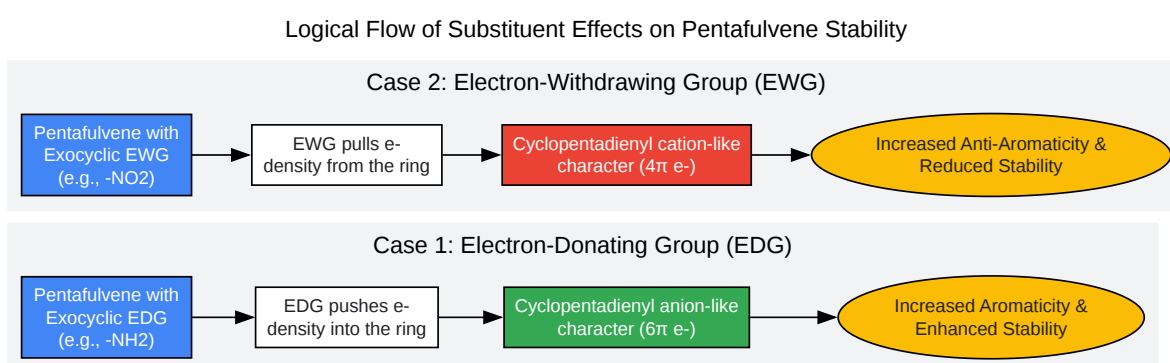 Logical Flow of Substituent Effects on Pentafulvene Stability
Case 2: Electron-Withdrawing Group (EWG)
Pentafulvene with
Exocyclic EWG
(e.g., -NO2)
EWG pulls e-
density from the ring
Cyclopentadienyl cation-like
character (4π e-)
Increased Anti-Aromaticity &
Reduced Stability
Case 1: Electron-Donating Group (EDG)
Pentafulvene with
Exocyclic EDG
(e.g., -NH2)
EDG pushes e-
density into the ring
Cyclopentadienyl anion-like
character (6π e-)
Increased Aromaticity &
Enhanced Stability